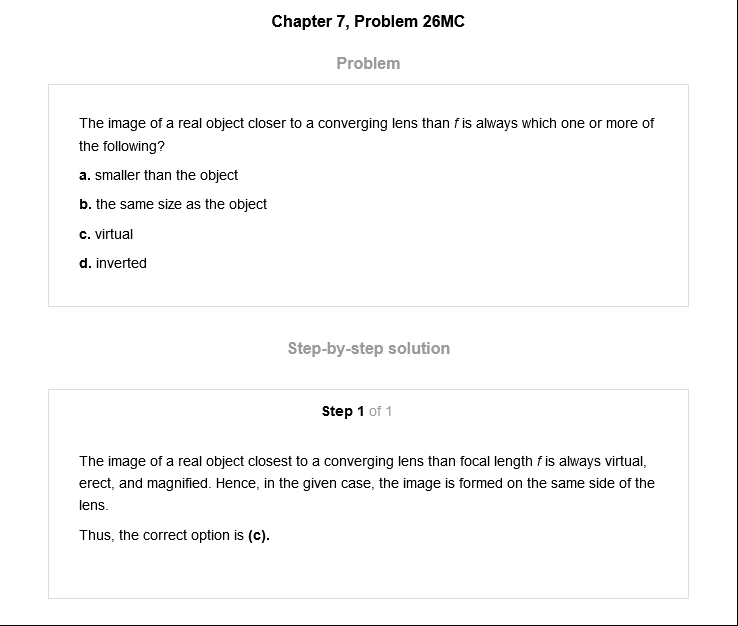 Chapter 7, Problem 26MC
Problem
The image of a real object closer to a converging lens than f is always which one or more of
the following?
a. smaller than the object
b. the same size as the object
c. virtual
d. inverted
Step-by-step solution
Step 1 of 1
The image of a real object closest to a converging lens than focal length f is always virtual,
erect, and magnified. Hence, in the given case, the image is formed on the same side of the
lens.
Thus, the correct option is (c).